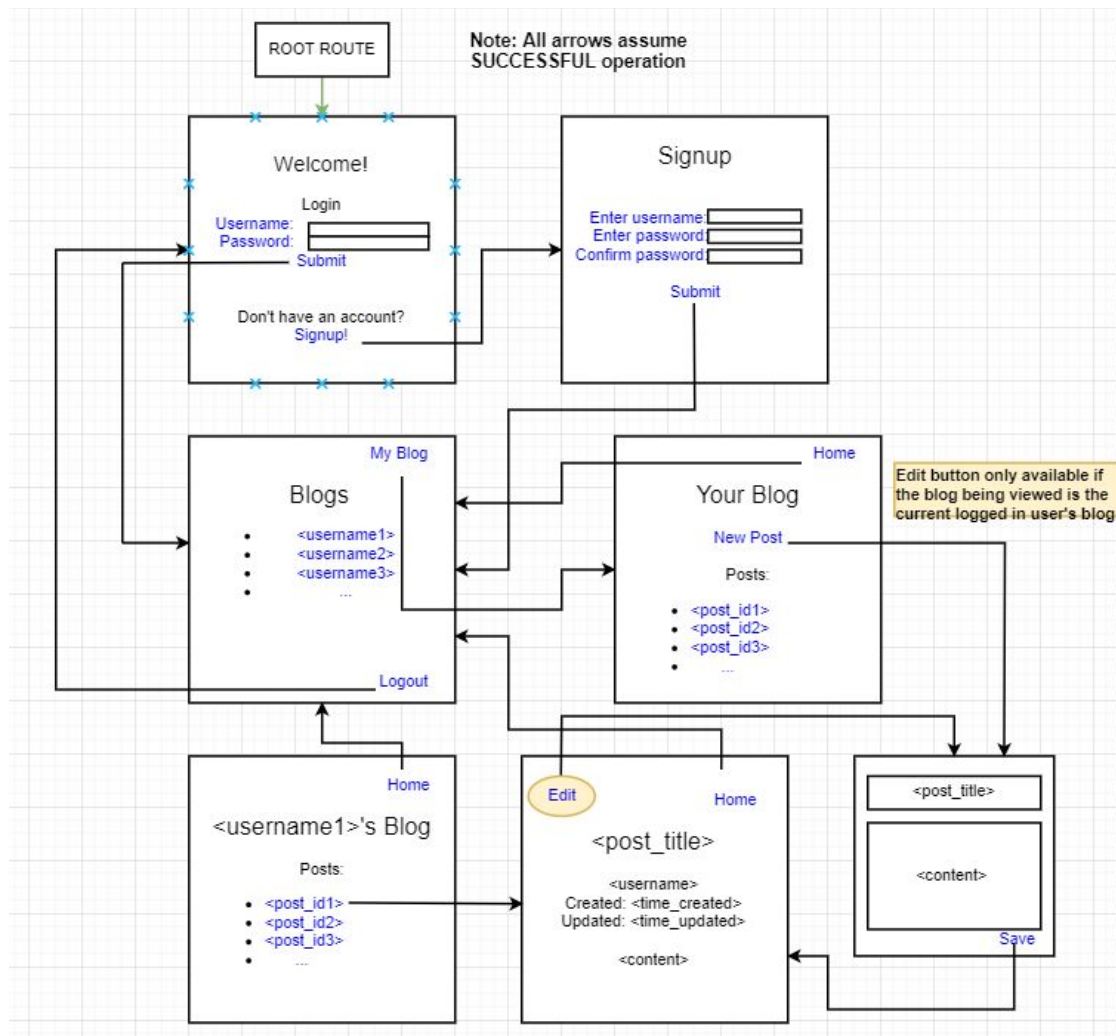 ROOT ROUTE
Note: All arrows assume
SUCCESSFUL operation
Welcome!
Login
Username:
Password:
Submit
Don't have an account?
Signup!
Signup
Enter username:
Enter password:
Confirm password:
Submit
My Blog
Blogs
<username1>
<username2>
<username3>
...
Logout
Home
Your Blog
New Post
Posts:
<post_id1>
<post_id2>
<post_id3>
...
Edit button only available if
the blog being viewed is the
current logged in user's blog
Home
<username1>'s Blog
Posts:
<post_id1>
<post_id2>
<post_id3>
...
Edit
Home
<post_title>
<username>
Created: <time_created>
Updated: <time_updated>
<content>
<post_title>
<content>
Save